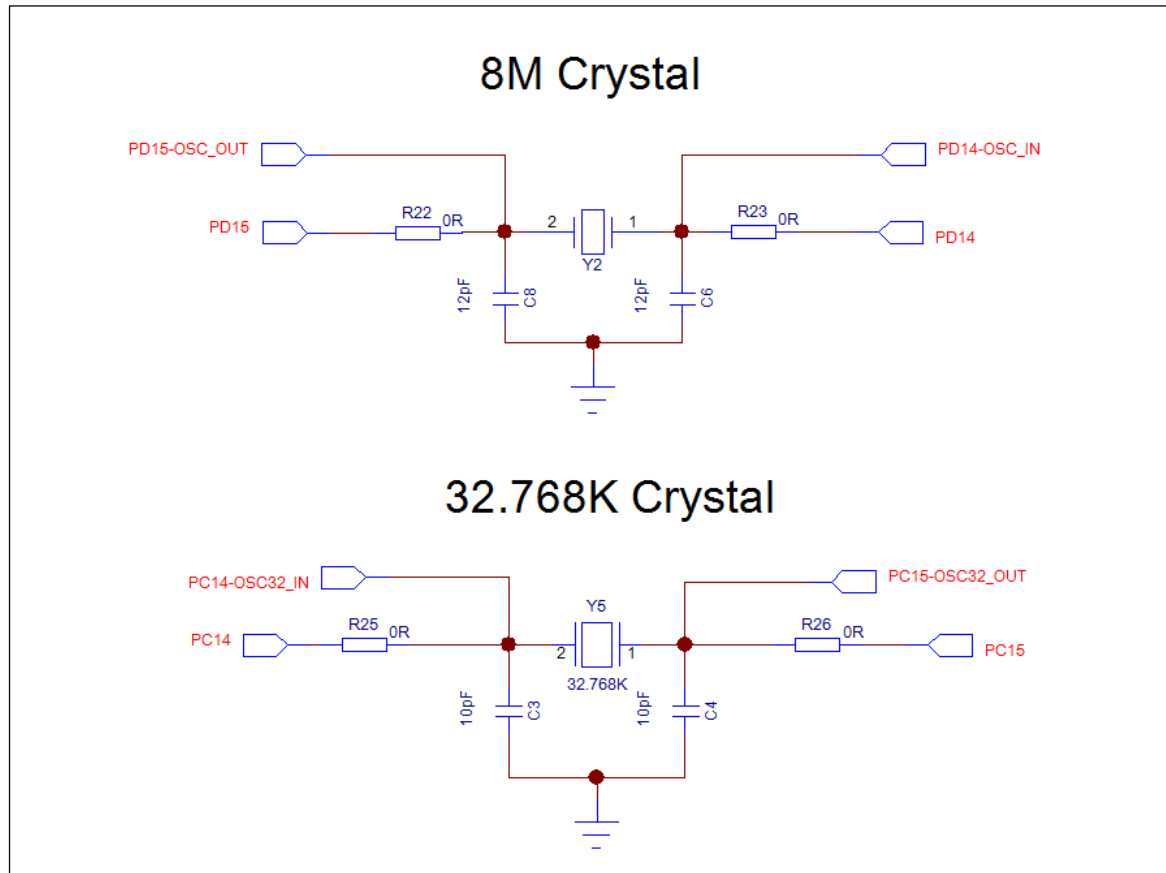 8M Crystal
PD15-OSC_OUT
PD14-OSC_IN
PD15
R22
0R
2
1
R23
0R
PD14
Y2
12pF
C8
12pF
C6
32.768K Crystal
PC14-OSC32_IN
PC15-OSC32_OUT
PC14
R25
0R
Y5
2
1
32.768K
R26
0R
PC15
10pF
C3
10pF
C4